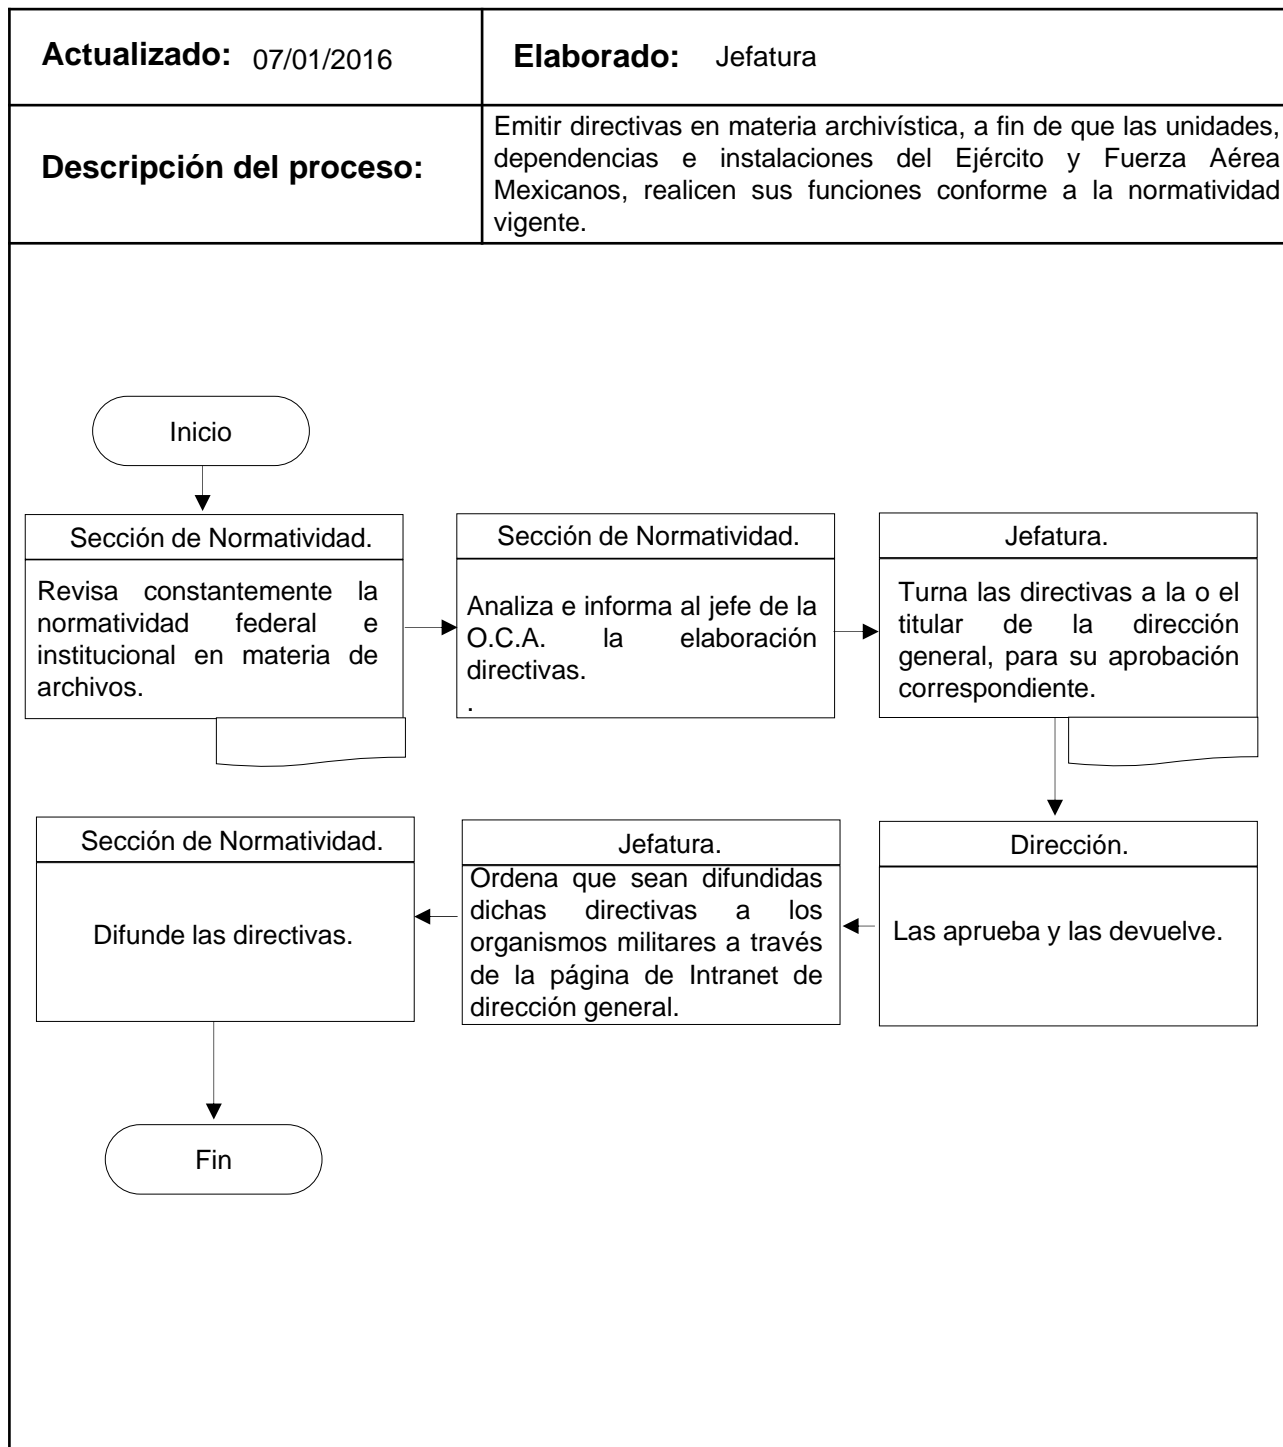 Actualizado: 07/01/2016
Elaborado: Jefatura
Descripción del proceso:
Emitir directivas en materia archivística, a fin de que las unidades,
dependencias e instalaciones del Ejército y Fuerza Aérea
Mexicanos, realicen sus funciones conforme a la normatividad
vigente.
Inicio
Sección de Normatividad.
Revisa constantemente la
normatividad federal e
institucional en materia de
archivos.
Sección de Normatividad.
Analiza e informa al jefe de la
O.C.A. la elaboración
directivas.
.
Jefatura.
Turna las directivas a la o el
titular de la dirección
general, para su aprobación
correspondiente.
Dirección.
Las aprueba y las devuelve.
Jefatura.
Ordena que sean difundidas
dichas directivas a los
organismos militares a través
de la página de Intranet de
dirección general.
Sección de Normatividad.
Difunde las directivas.
Fin